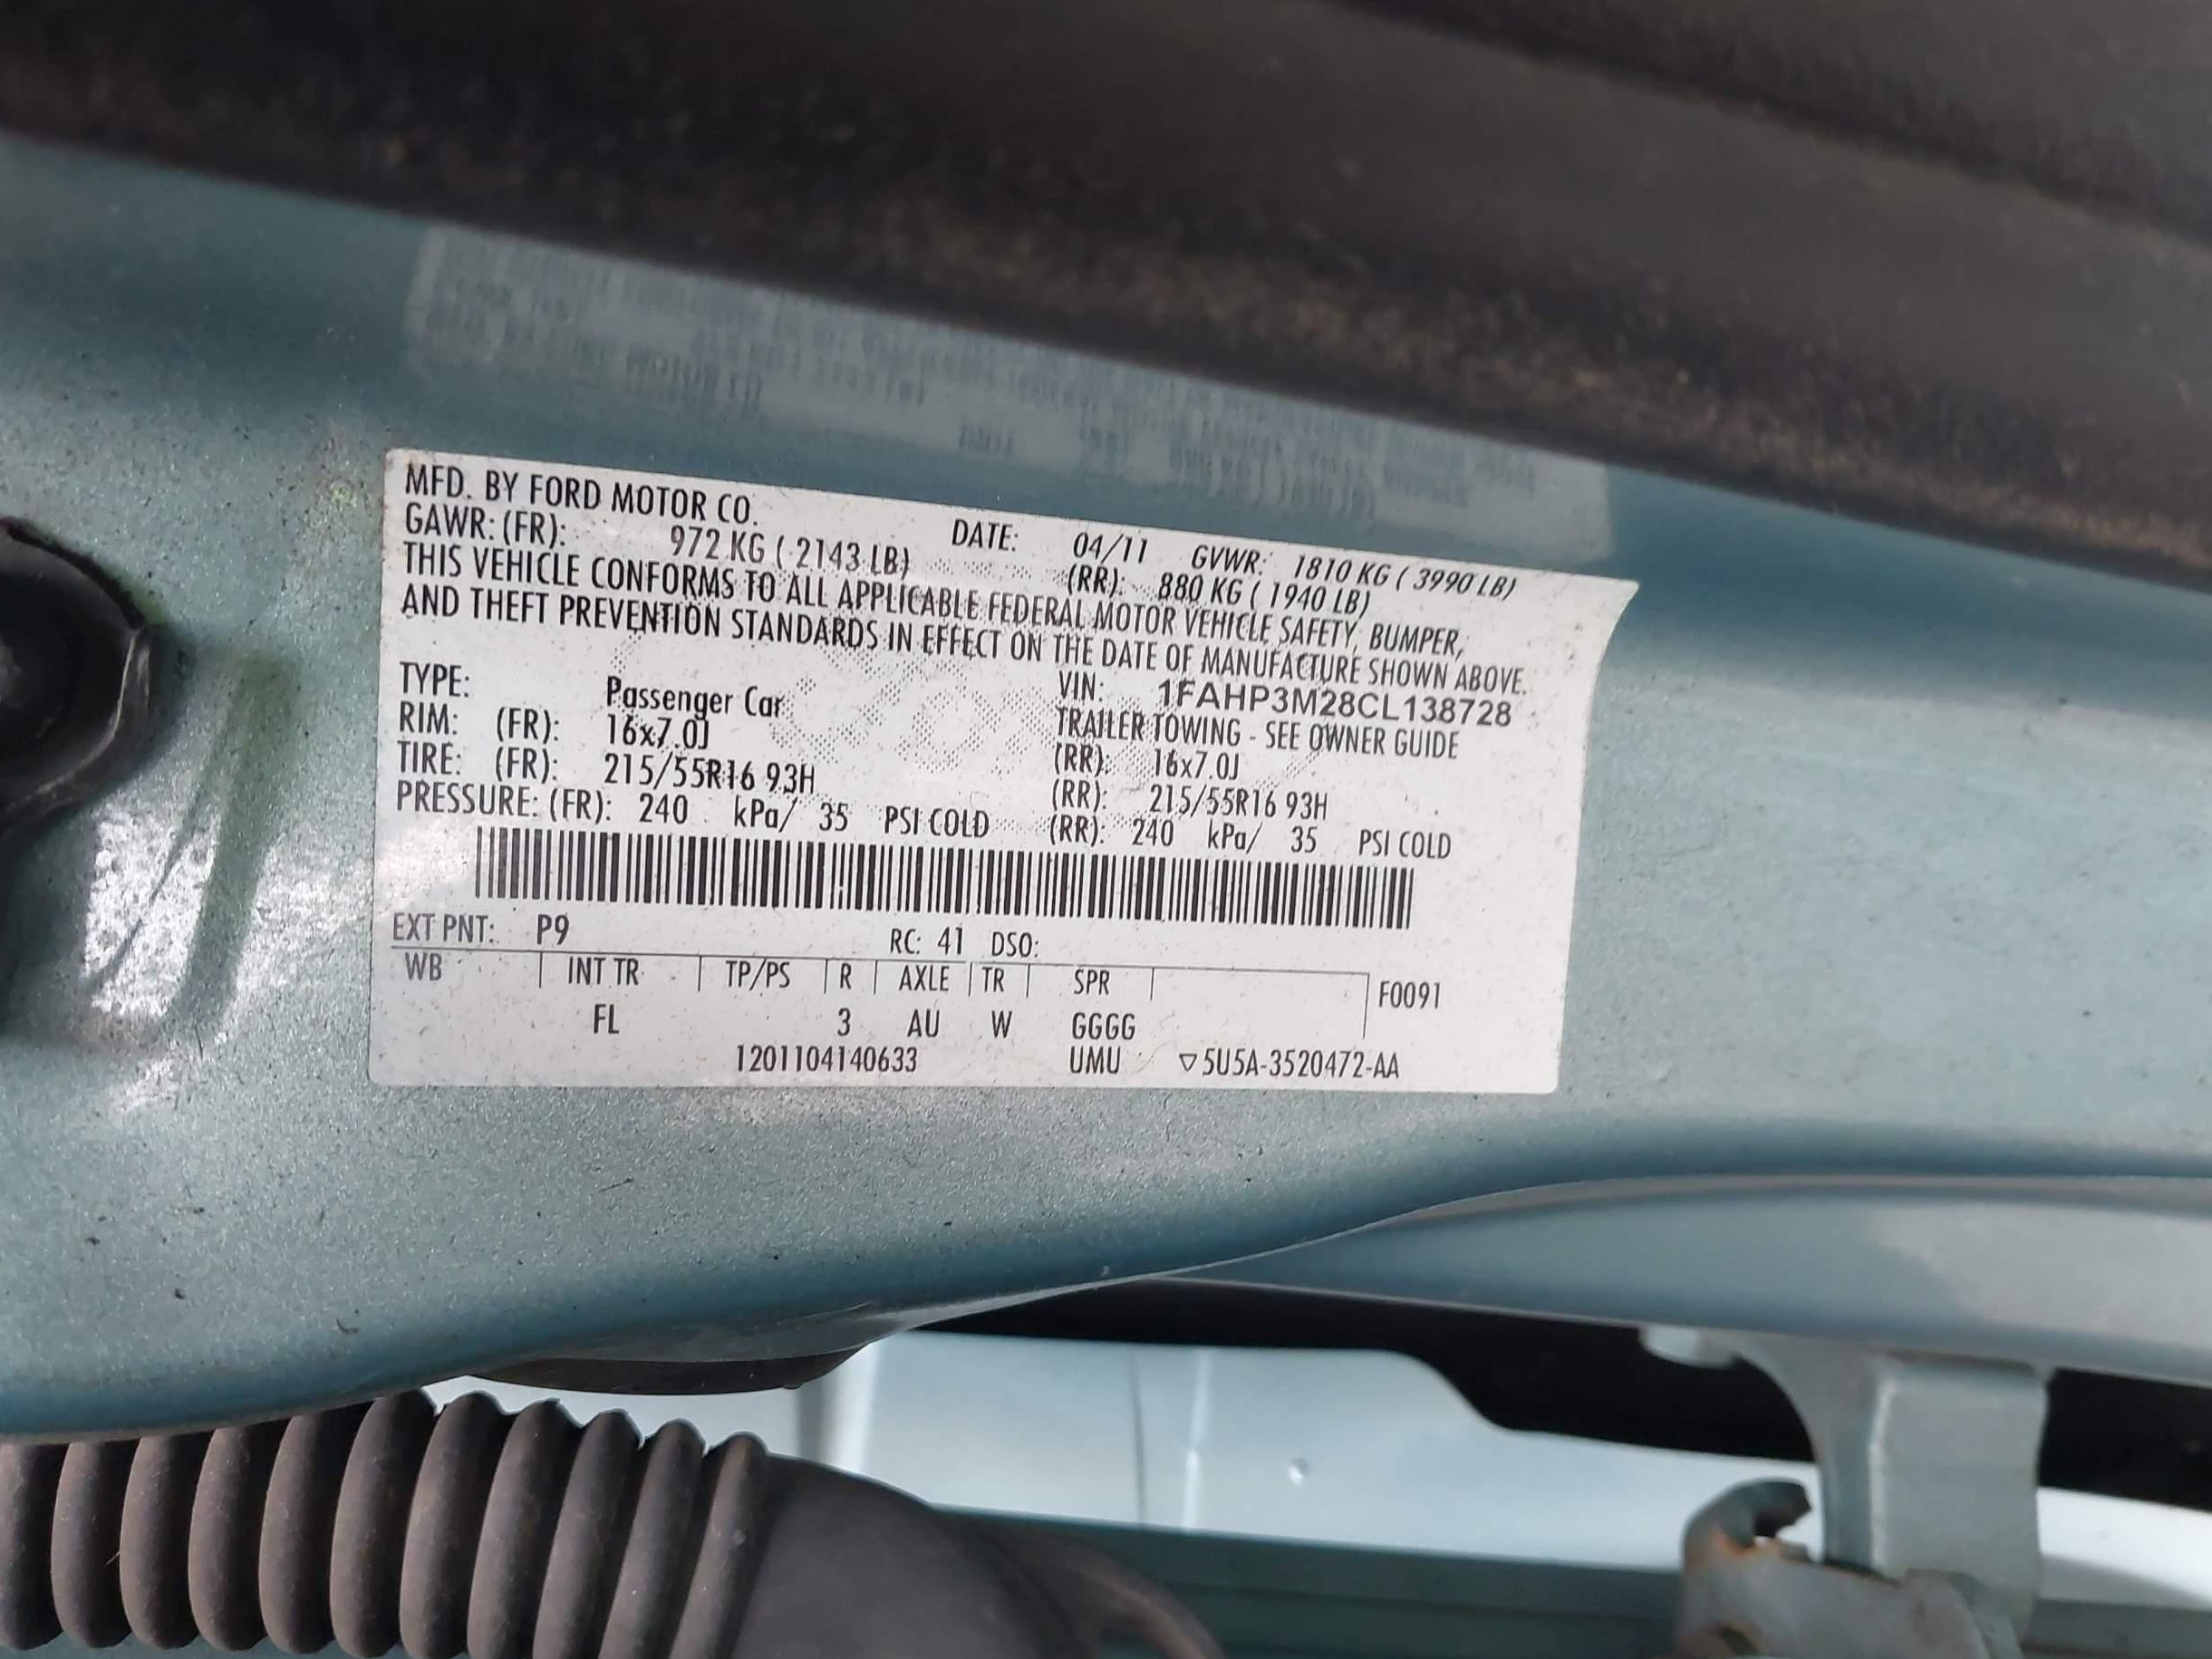 MFD. BY FORD MOTOR CO. DATE: 04/11 GVWR: 1810 KG ( 3990 LB)
GAWR: (FR): 972 KG ( 2143 LB) (RR): 880 KG ( 1940 LB)
THIS VEHICLE CONFORMS TO ALL APPLICABLE FEDERAL MOTOR VEHICLE SAFETY, BUMPER,
AND THEFT PREVENTION STANDARDS IN EFFECT ON THE DATE OF MANUFACTURE SHOWN ABOVE.
VIN: 1FAHP3M28CL138728
TYPE: Passenger Car TRAILER TOWING - SEE OWNER GUIDE
RIM: (FR): 16x7.0J (RR): 16x7.0J
TIRE: (FR): 215/55R16 93H (RR): 215/55R16 93H
PRESSURE: (FR): 240 kPa/ 35 PSI COLD (RR): 240 kPa/ 35 PSI COLD
EXT PNT: P9 RC: 41 DSO:
WB INT TR TP/PS R AXLE TR SPR F0091
FL 3 AU W GGGG
1201104140633 UMU ▽5U5A-3520472-AA